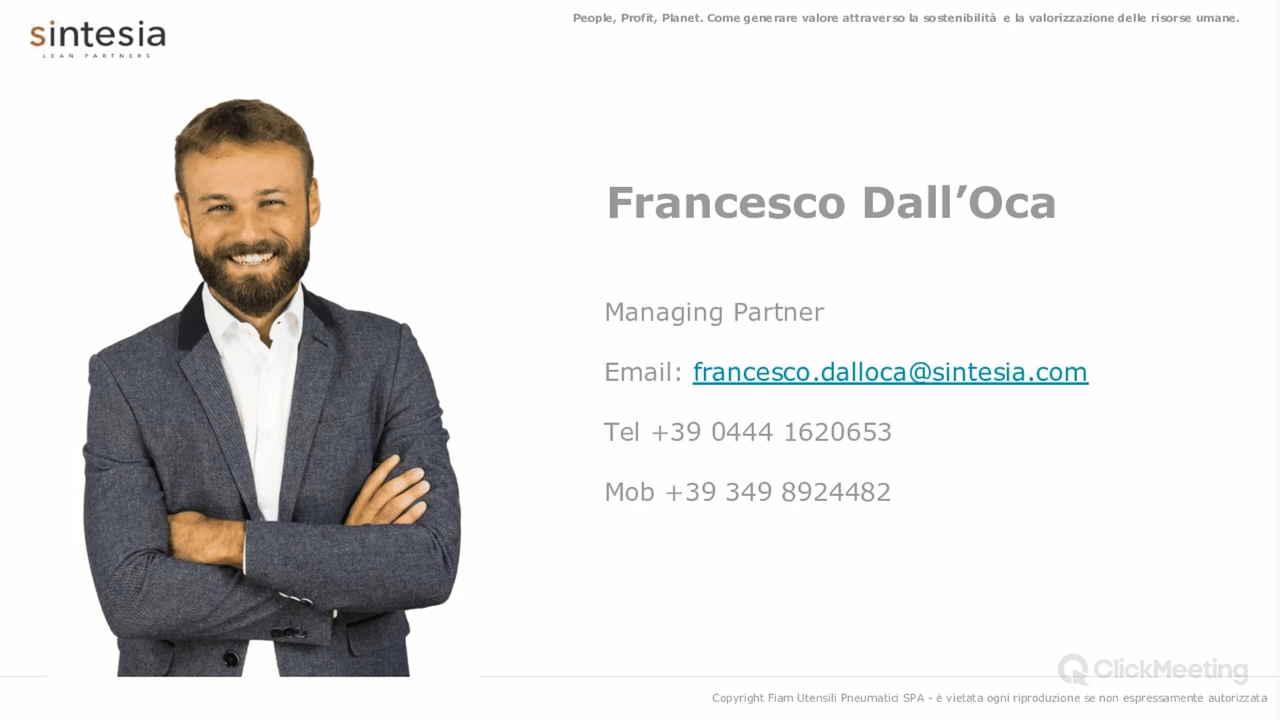 sintesia
LEAN PARTNERS
People, Profit, Planet. Come generare valore attraverso la sostenibilità e la valorizzazione delle risorse umane.
Francesco Dall’Oca
Managing Partner
Email: francesco.dalloca@sintesia.com
Tel +39 0444 1620653
Mob +39 349 8924482
ClickMeeting
Copyright Fiam Utensili Pneumatici SPA - è vietata ogni riproduzione se non espressamente autorizzata